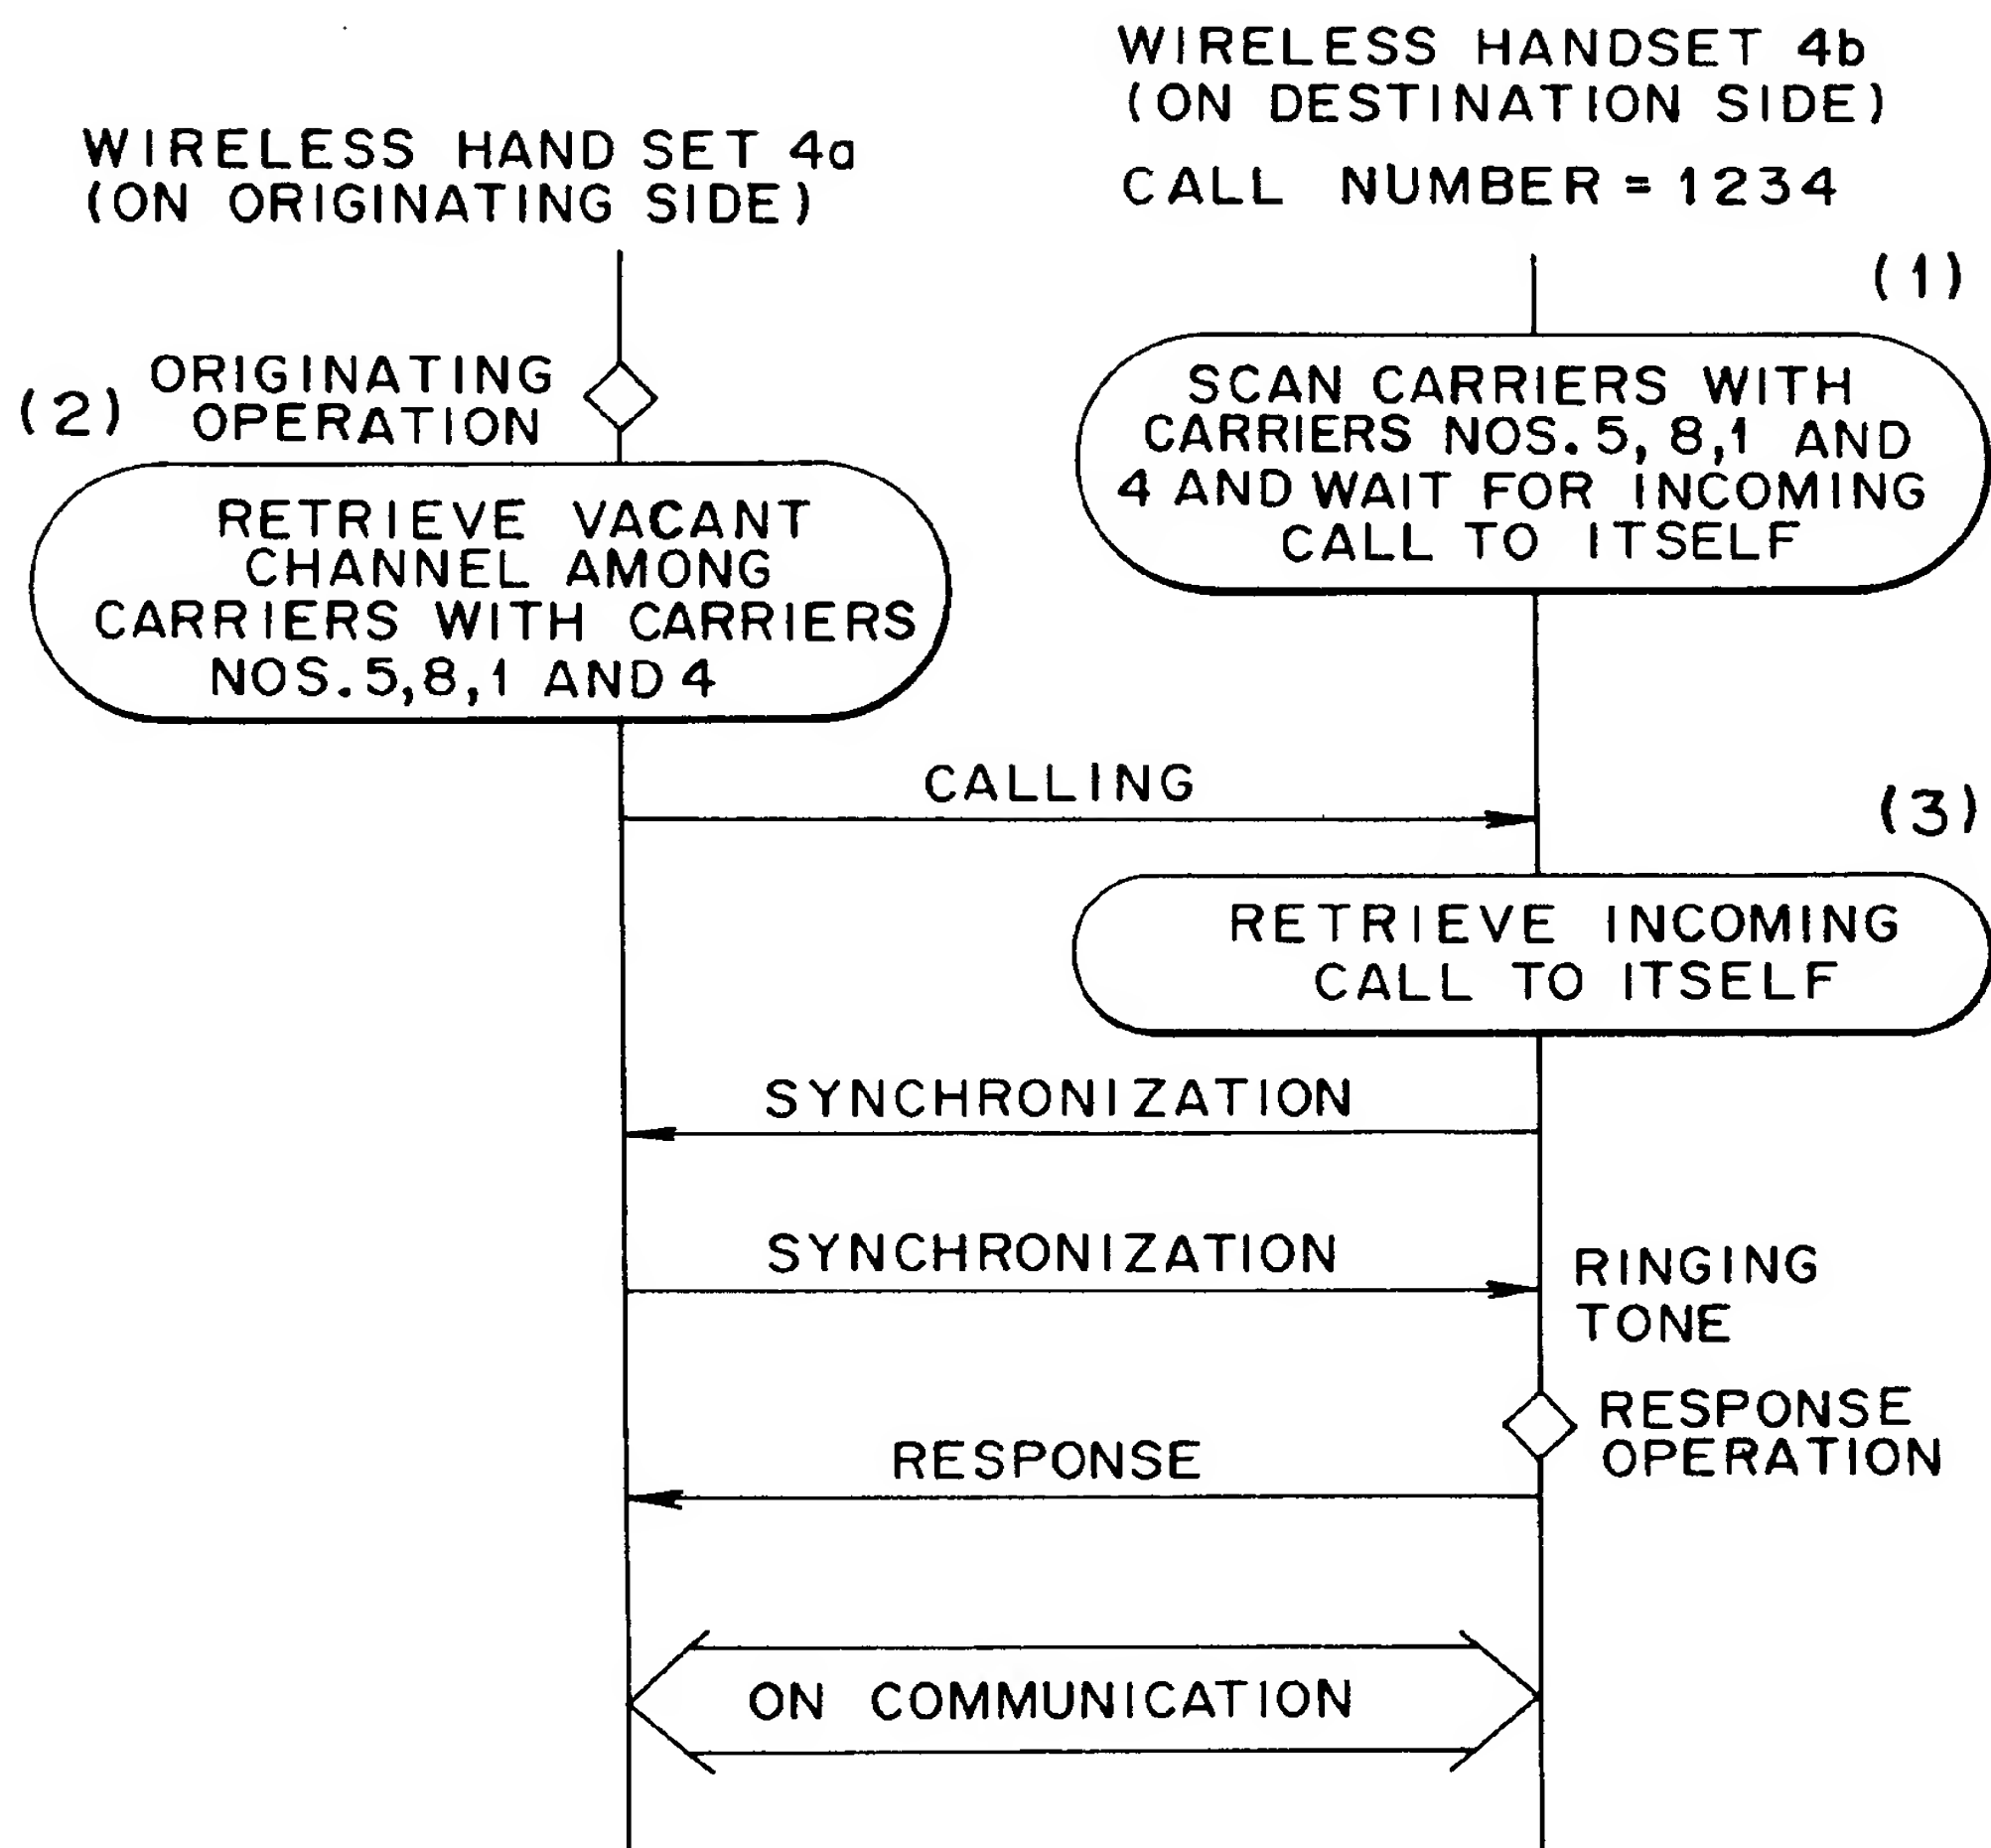 WIRELESS HANDSET 4b
(ON DESTINATION SIDE)
CALL NUMBER = 1234
WIRELESS HAND SET 4a
(ON ORIGINATING SIDE)
(1)
SCAN CARRIERS WITH
CARRIERS NOS. 5, 8, 1 AND
4 AND WAIT FOR INCOMING
CALL TO ITSELF
(2) ORIGINATING
OPERATION
RETRIEVE VACANT
CHANNEL AMONG
CARRIERS WITH CARRIERS
NOS. 5, 8, 1 AND 4
CALLING
(3)
RETRIEVE INCOMING
CALL TO ITSELF
SYNCHRONIZATION
SYNCHRONIZATION
RINGING
TONE
RESPONSE
OPERATION
RESPONSE
ON COMMUNICATION